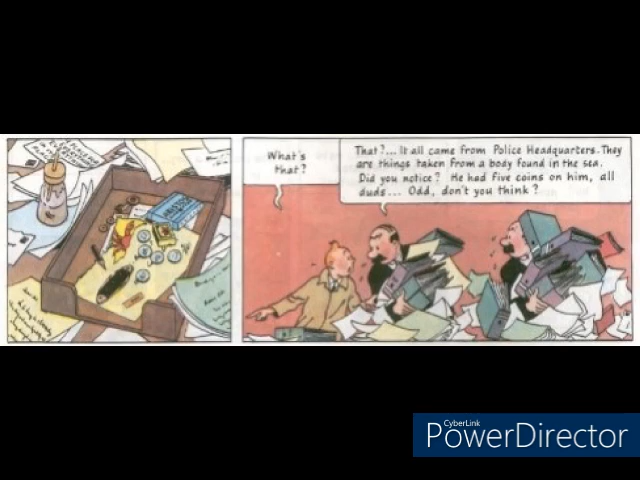 What's
that?
That?... It all came from Police Headquarters. They
are things taken from a body found in the sea.
Did you notice? He had five coins on him, all
duds... Odd, don't you think?
CyberLink
PowerDirector